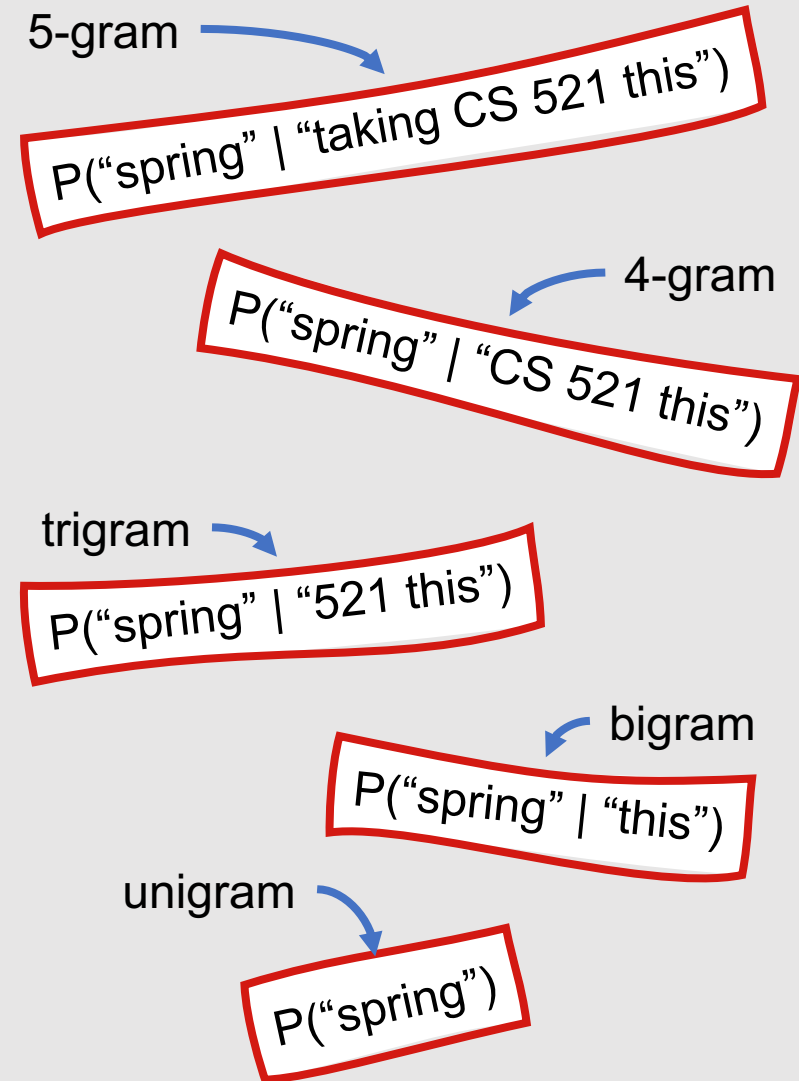 5-gram
P(“spring” | “taking CS 521 this”)
4-gram
P(“spring” | “CS 521 this”)
trigram
P(“spring” | “521 this”)
bigram
P(“spring” | “this”)
unigram
P(“spring”)